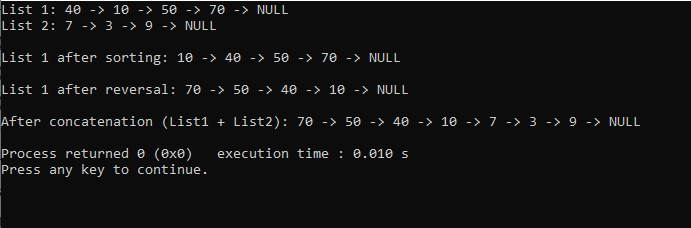 List 1: 40 -> 10 -> 50 -> 70 -> NULL
List 2: 7 -> 3 -> 9 -> NULL
List 1 after sorting: 10 -> 40 -> 50 -> 70 -> NULL
List 1 after reversal: 70 -> 50 -> 40 -> 10 -> NULL
After concatenation (List1 + List2): 70 -> 50 -> 40 -> 10 -> 7 -> 3 -> 9 -> NULL
Process returned 0 (0x0)   execution time : 0.010 s
Press any key to continue.